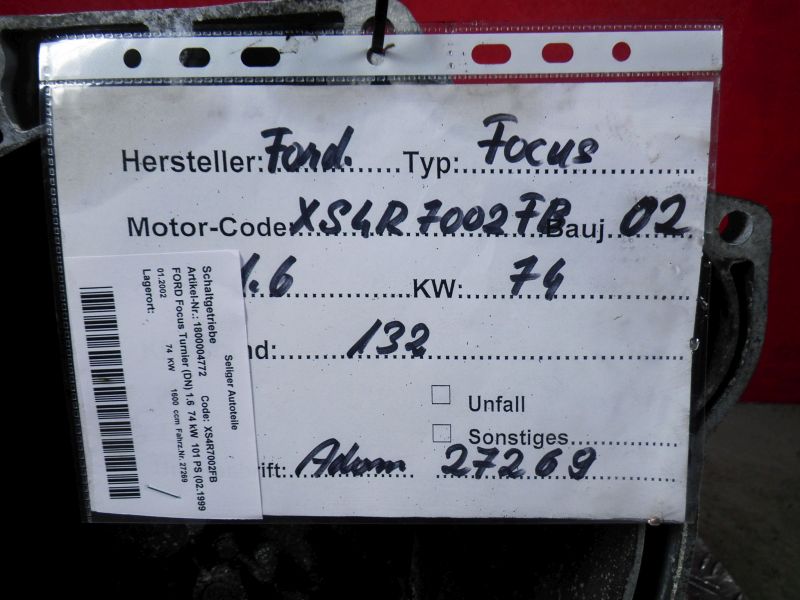 Hersteller: Ford. Typ: Focus
Motor-Code: XS4R7002FB Bauj. 02
1.6 KW: 74
nd: 132
Unfall
Sonstiges
rift: Adam 27269
Seliger Autoteile
Schaltgetriebe
Artikel-Nr.: 1800004772 Code: XS4R7002FB
FORD Focus Turnier (DN) 1.6 74 kW 101 PS (02.1999
01.2002 74 KW 1600 ccm Fahrz.Nr. 27269
Lagerort: